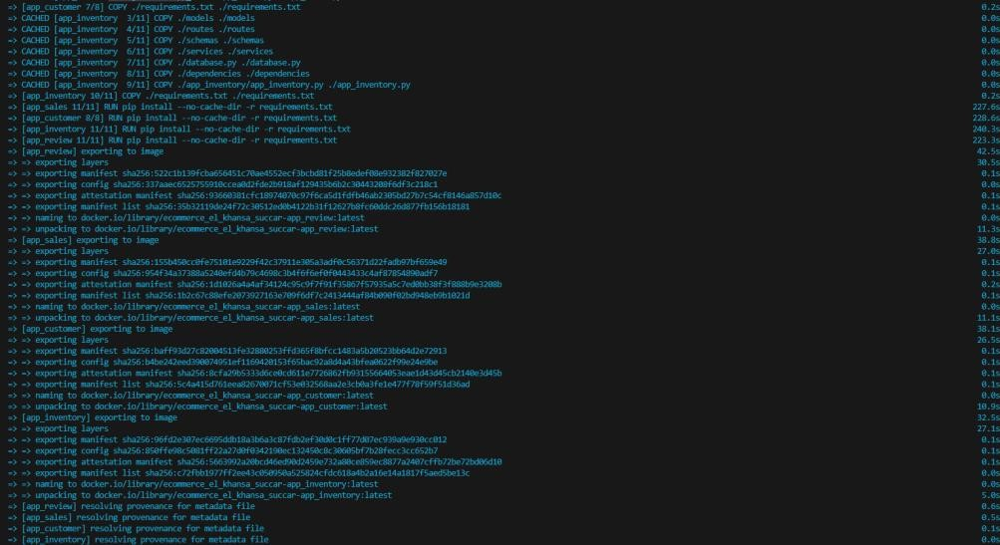 => [app_customer 7/8] COPY ./requirements.txt ./requirements.txt 0.2s
=> CACHED [app_inventory 3/11] COPY ./models ./models 0.0s
=> CACHED [app_inventory 4/11] COPY ./routes ./routes 0.0s
=> CACHED [app_inventory 5/11] COPY ./schemas ./schemas 0.0s
=> CACHED [app_inventory 6/11] COPY ./services ./services 0.0s
=> CACHED [app_inventory 7/11] COPY ./database.py ./database.py 0.0s
=> CACHED [app_inventory 8/11] COPY ./dependencies ./dependencies 0.0s
=> CACHED [app_inventory 9/11] COPY ./app_inventory/app_inventory.py ./app_inventory.py 0.0s
=> [app_inventory 10/11] COPY ./requirements.txt ./requirements.txt 0.2s
=> [app_sales 11/11] RUN pip install --no-cache-dir -r requirements.txt 227.6s
=> [app_customer 8/8] RUN pip install --no-cache-dir -r requirements.txt 228.6s
=> [app_inventory 11/11] RUN pip install --no-cache-dir -r requirements.txt 240.3s
=> [app_review 11/11] RUN pip install --no-cache-dir -r requirements.txt 223.3s
=> [app_review] exporting to image 42.5s
=> => exporting layers 30.5s
=> => exporting manifest sha256:522c1b139fcba656451c70ae4552ecf3bcbd81f25b8edef08e932382f827027e 0.1s
=> => exporting config sha256:337aaec6525755910ccea0d2fde2b918af129435b6b2c30443208f6df3c218c1 0.0s
=> => exporting attestation manifest sha256:93660381cfc18974070c97f6ca5d1fdfb46ab2305bd27b7c54cf8146a857d10c 0.1s
=> => exporting manifest list sha256:35b32119de24f72c30512ed0b4122b31f12627b8fc60ddc26d877fb156b18181 0.1s
=> => naming to docker.io/library/ecommerce_el_khansa_succar-app_review:latest 0.0s
=> => unpacking to docker.io/library/ecommerce_el_khansa_succar-app_review:latest 11.3s
=> [app_sales] exporting to image 38.8s
=> => exporting layers 27.0s
=> => exporting manifest sha256:155b450cc0fe75101e9229f42c37911e305a3adf0c56371d22fadb97bf659e49 0.1s
=> => exporting config sha256:954f34a37388a5240efd4b79c4698c3b4f6f6ef0f0443433c4af87854890adf7 0.1s
=> => exporting attestation manifest sha256:1d1026a4a4af34124c95c9f7f91f35867f57935a5c7ed0bb38f3f888b9e3208b 0.2s
=> => exporting manifest list sha256:1b2c67c88efe2073927163e709f6df7c2413444af84b090f02bd948eb9b1021d 0.1s
=> => naming to docker.io/library/ecommerce_el_khansa_succar-app_sales:latest 0.0s
=> => unpacking to docker.io/library/ecommerce_el_khansa_succar-app_sales:latest 11.1s
=> [app_customer] exporting to image 38.1s
=> => exporting layers 26.5s
=> => exporting manifest sha256:baff93d27c82004513fe32880253ffd365f8bfcc1483a5b20523bb64d2e72913 0.1s
=> => exporting config sha256:b4be242eed390074951ef1169420153f65bac92a8d4a43bfea0622f99e24e9be 0.1s
=> => exporting attestation manifest sha256:8cfa29b5333d6ce0cd611e7726862fb93155664053eae1d43d45cb2140e3d45b 0.1s
=> => exporting manifest list sha256:5c4a415d761eea82670071cf53e032568aa2e3cb0a3fe1e477f78f59f51d36ad 0.1s
=> => naming to docker.io/library/ecommerce_el_khansa_succar-app_customer:latest 0.0s
=> => unpacking to docker.io/library/ecommerce_el_khansa_succar-app_customer:latest 10.9s
=> [app_inventory] exporting to image 32.5s
=> => exporting layers 27.1s
=> => exporting manifest sha256:96fd2e307ec6695ddb18a3b6a3c87fdb2ef30d0c1ff77d07ec939a9e930cc012 0.1s
=> => exporting config sha256:850ffe98c5081ff22a27d0f0342190ec132450c8c30605bf7b28fecc3cc652b7 0.1s
=> => exporting attestation manifest sha256:5663992a20bcd46ed90d2459e732a80ce859ec8877a2407cffb72be72bd06d10 0.1s
=> => exporting manifest list sha256:c72fbb1977ff2ee43c050950a525824cfdc618a4b2a16e14a1817f5aed5be13c 0.0s
=> => naming to docker.io/library/ecommerce_el_khansa_succar-app_inventory:latest 0.0s
=> => unpacking to docker.io/library/ecommerce_el_khansa_succar-app_inventory:latest 5.0s
=> [app_review] resolving provenance for metadata file 0.6s
=> [app_sales] resolving provenance for metadata file 0.5s
=> [app_customer] resolving provenance for metadata file 0.1s
=> [app_inventory] resolving provenance for metadata file 0.0s